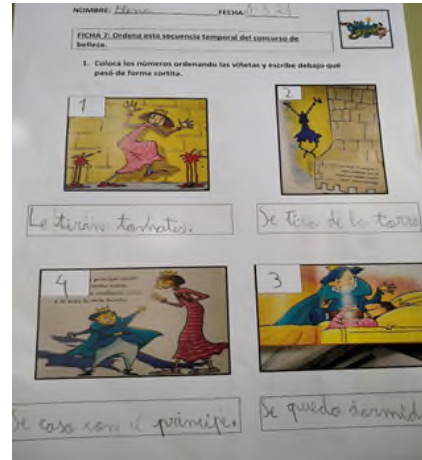 NOMBRE: Elena FECHA:
FICHA 7: Ordena esta secuencia temporal del concurso de
belleza.
1. Coloca los números ordenando las viñetas y escribe debajo qué
pasó de forma cortita.
1
2
Le tiran tomates.
Se tira de la torre
4
3
Se casa con el príncipe.
Se quedó dormid